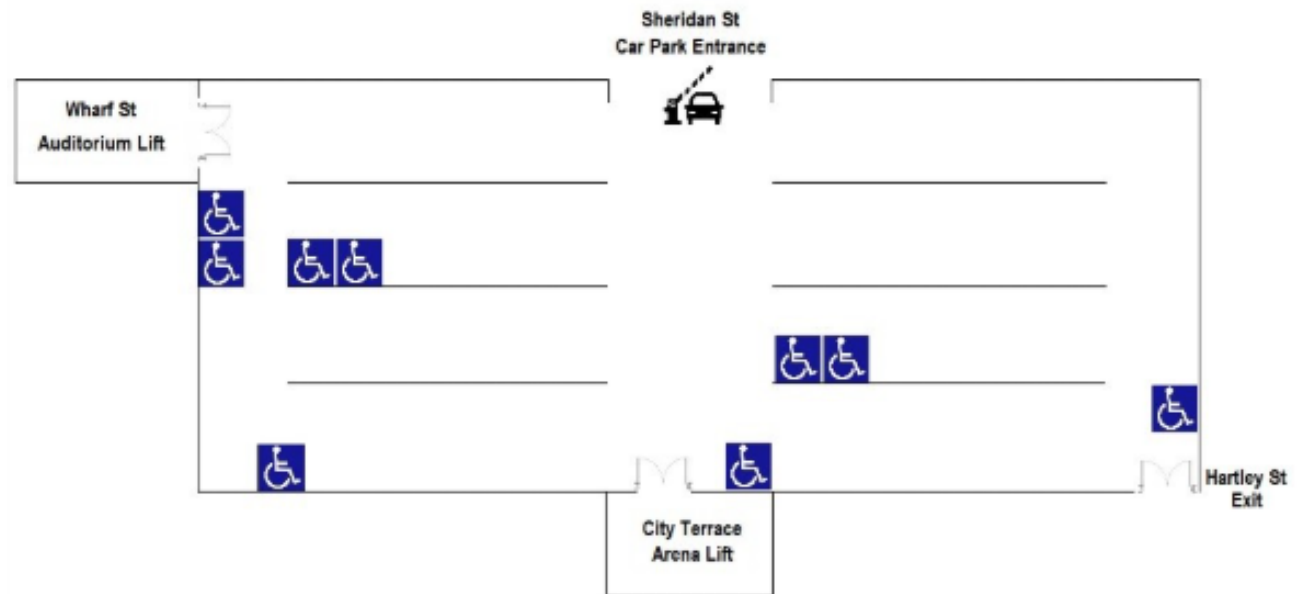 Sheridan St
Car Park Entrance
Wharf St
Auditorium Lift
Hartley St
Exit
City Terrace
Arena Lift